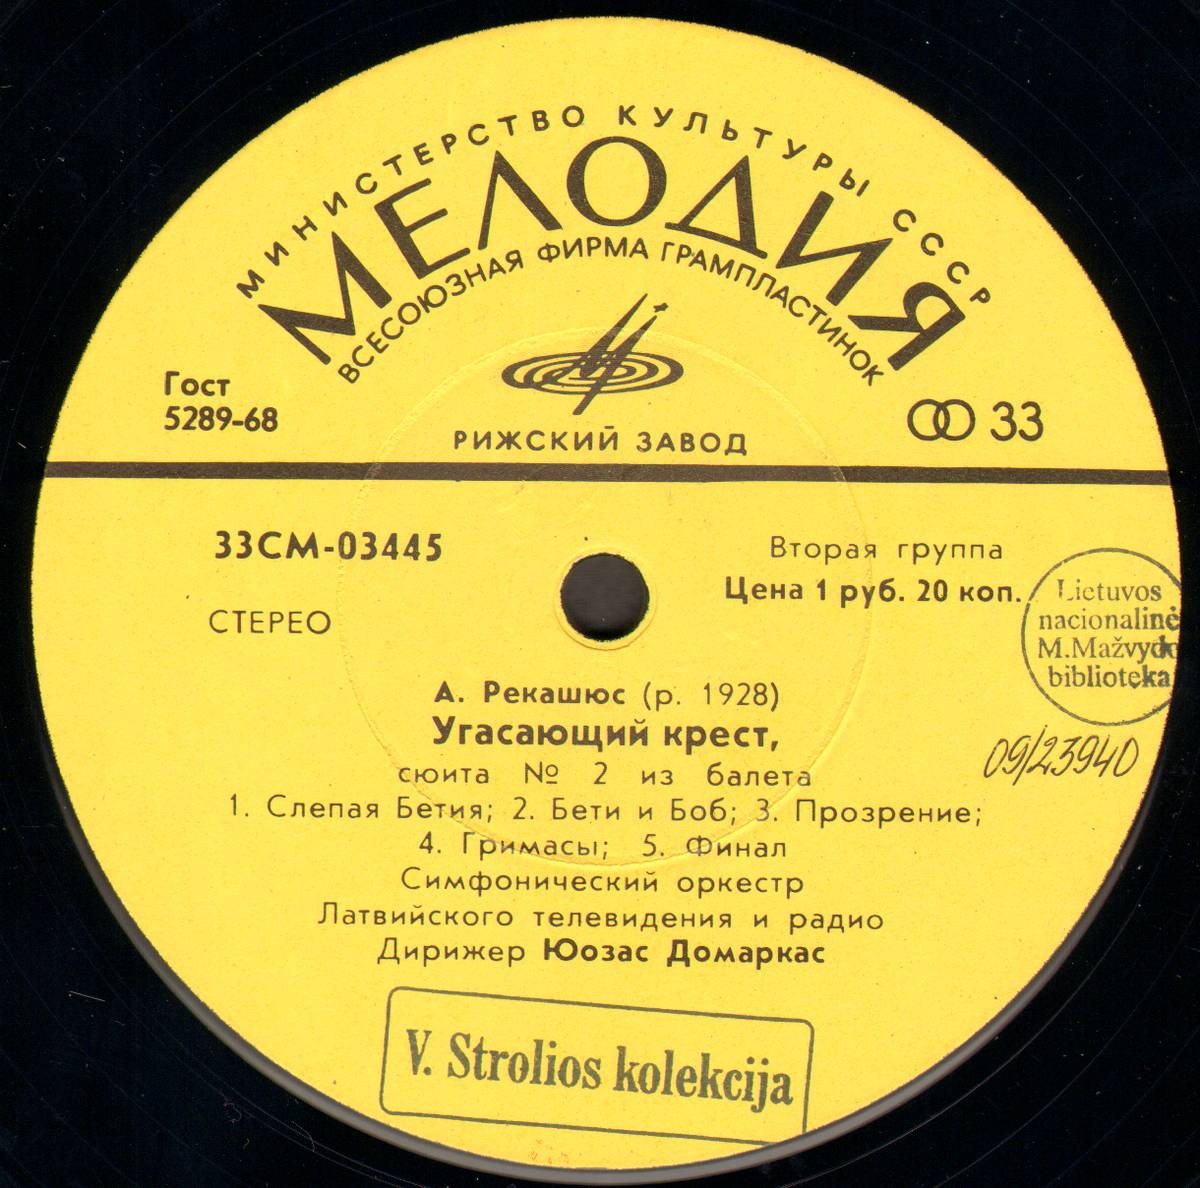 МИНИСТЕРСТВО КУЛЬТУРЫ СССР
МЕЛОДИЯ
ВСЕСОЮЗНАЯ ФИРМА ГРАМПЛАСТИНОК
Гост
5289-68
РИЖСКИЙ ЗАВОД
33
33СМ-03445
СТЕРЕО
Вторая группа
Цена 1 руб. 20 коп.
Lietuvos
nacionalinė
M.Mažvydo
biblioteka
09/23940
А. Рекашюс (р. 1928)
Угасающий крест,
сюита № 2 из балета
1. Слепая Бетия; 2. Бети и Боб; 3. Прозрение;
4. Гримасы; 5. Финал
Симфонический оркестр
Латвийского телевидения и радио
Дирижер Юозас Домаркас
V. Strolios kolekcija